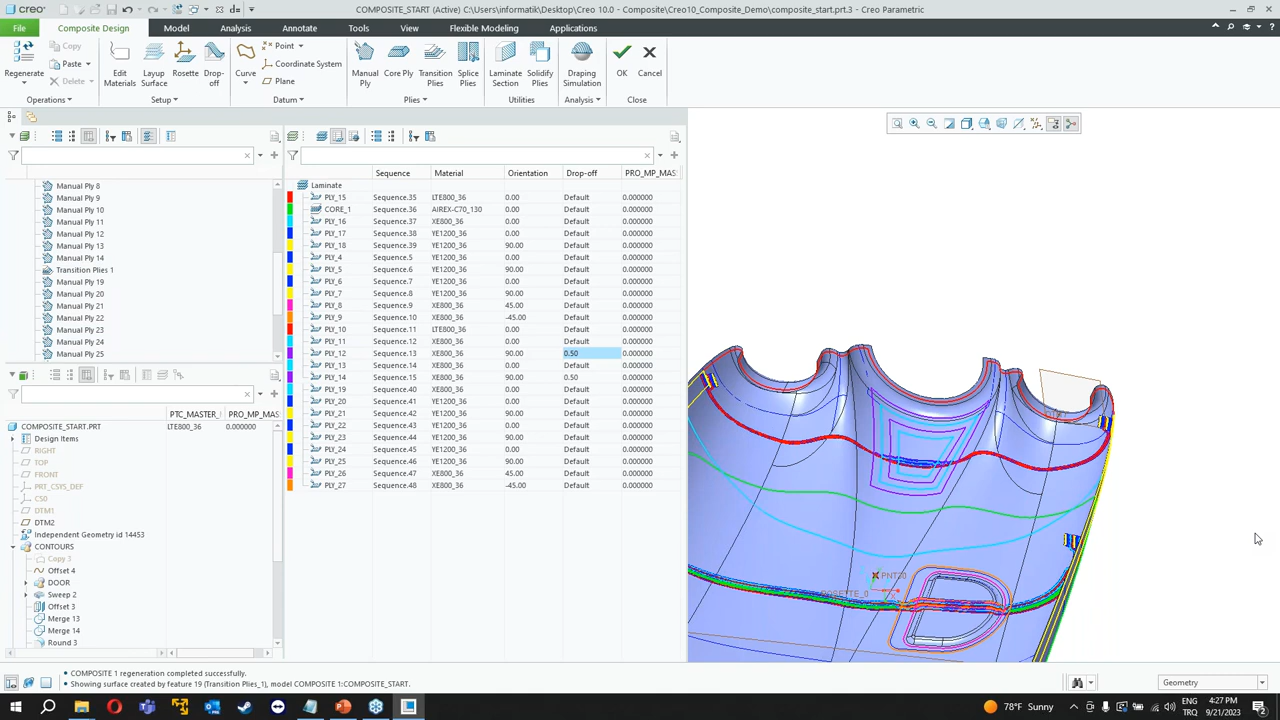 creo
COMPOSITE_START (Active) C:\Users\informatik\Desktop\Creo 10.0 - Composite\Creo10_Composite_Demo\composite_start.prt.3 - Creo Parametric
File Composite Design Model Analysis Annotate Tools View Flexible Modeling Applications
Regenerate
Copy
Paste
Delete
Edit Materials
Layup Surface
Rosette
Drop-off
Curve
Point
Coordinate System
Plane
Manual Ply
Core Ply
Transition Plies
Splice Plies
Laminate Section
Solidify Plies
Draping Simulation
OK
Cancel
Operations Setup Datum Plies Utilities Analysis Close
Manual Ply 8
Manual Ply 9
Manual Ply 10
Manual Ply 11
Manual Ply 12
Manual Ply 13
Manual Ply 14
Transition Plies 1
Manual Ply 19
Manual Ply 20
Manual Ply 21
Manual Ply 22
Manual Ply 23
Manual Ply 24
Manual Ply 25
Sequence Material Orientation Drop-off PRO_MP_MAS
Laminate
PLY_15 Sequence.35 LTE800_36 0.00 Default 0.000000
CORE_1 Sequence.36 AIREX-C70_130 0.00 Default 0.000000
PLY_16 Sequence.37 XE800_36 0.00 Default 0.000000
PLY_17 Sequence.38 YE1200_36 0.00 Default 0.000000
PLY_18 Sequence.39 YE1200_36 90.00 Default 0.000000
PLY_4 Sequence.5 YE1200_36 0.00 Default 0.000000
PLY_5 Sequence.6 YE1200_36 90.00 Default 0.000000
PLY_6 Sequence.7 YE1200_36 0.00 Default 0.000000
PLY_7 Sequence.8 YE1200_36 90.00 Default 0.000000
PLY_8 Sequence.9 XE800_36 45.00 Default 0.000000
PLY_9 Sequence.10 XE800_36 -45.00 Default 0.000000
PLY_10 Sequence.11 LTE800_36 0.00 Default 0.000000
PLY_11 Sequence.12 XE800_36 0.00 Default 0.000000
PLY_12 Sequence.13 XE800_36 90.00 0.50 0.000000
PLY_13 Sequence.14 XE800_36 0.00 Default 0.000000
PLY_14 Sequence.15 XE800_36 90.00 0.50 0.000000
PLY_19 Sequence.40 XE800_36 0.00 Default 0.000000
PLY_20 Sequence.41 YE1200_36 0.00 Default 0.000000
PLY_21 Sequence.42 YE1200_36 90.00 Default 0.000000
PLY_22 Sequence.43 YE1200_36 0.00 Default 0.000000
PLY_23 Sequence.44 YE1200_36 90.00 Default 0.000000
PLY_24 Sequence.45 YE1200_36 0.00 Default 0.000000
PLY_25 Sequence.46 YE1200_36 90.00 Default 0.000000
PLY_26 Sequence.47 XE800_36 45.00 Default 0.000000
PLY_27 Sequence.48 XE800_36 -45.00 Default 0.000000
PTC_MASTER_ PRO_MP_MAS
COMPOSITE_START.PRT LTE800_36 0.000000
Design Items
RIGHT
TOP
FRONT
PRT_CSYS_DEF
CS0
DTM1
DTM2
Independent Geometry id 14453
CONTOURS
Copy 3
Offset 4
DOOR
Sweep 2
Offset 3
Merge 13
Merge 14
Round 3
PNT20
COMPOSITE 1 regeneration completed successfully.
Showing surface created by feature 19 (Transition Plies_1), model COMPOSITE 1:COMPOSITE_START.
Geometry
78°F Sunny
ENG
TRQ
4:27 PM
9/21/2023
2